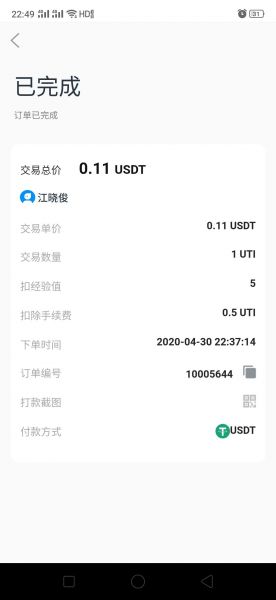 22:49 HD 31
已完成
订单已完成
交易总价 0.11 USDT
江晓俊
交易单价 0.11 USDT
交易数量 1 UTI
扣经验值 5
扣除手续费 0.5 UTI
下单时间 2020-04-30 22:37:14
订单编号 10005644
打款截图
付款方式 USDT